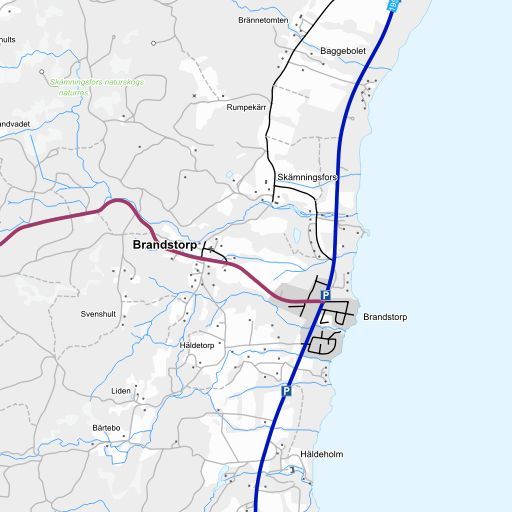 Brännetomten
hults
Baggebolet
Skämningsfors naturskogs
naturres
Rumpekärr
andvadet
Skämningsfors
Brandstorp
P
Svenshult
Brandstorp
Häldetorp
Liden
P
Bårtebo
Häldeholm